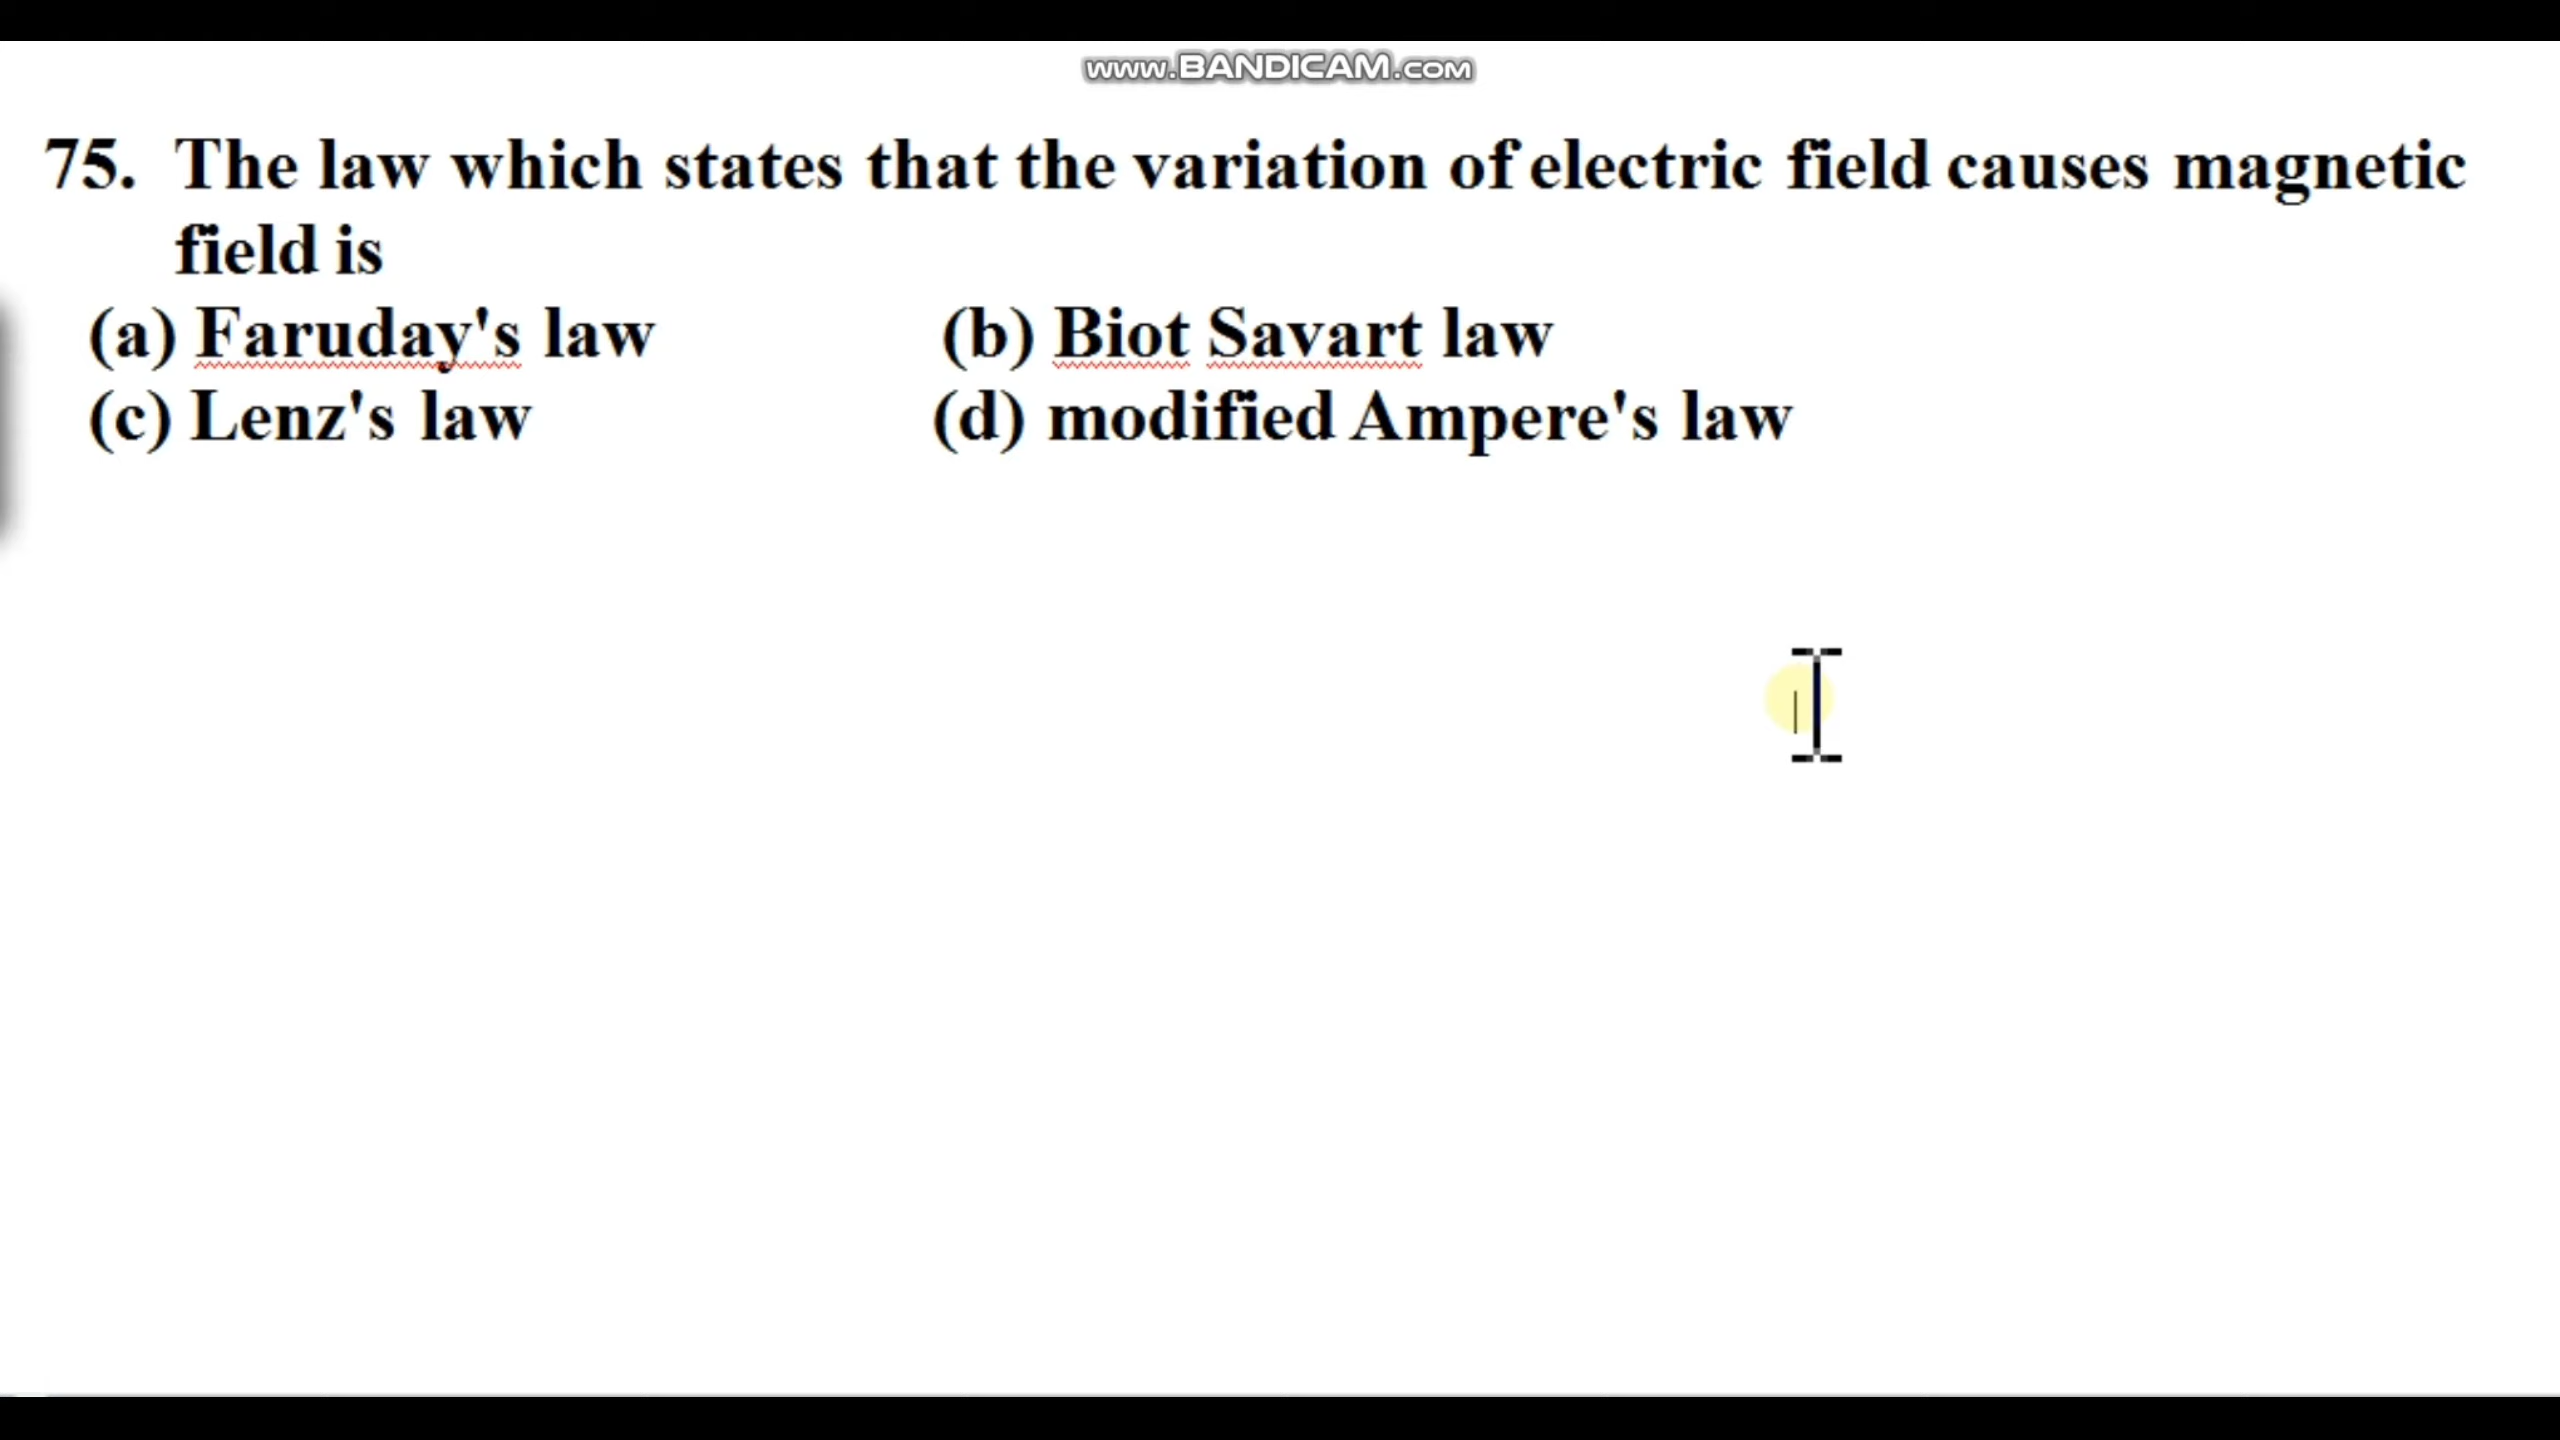 www.BANDICAM.com
75. The law which states that the variation of electric field causes magnetic
field is
(a) Faruday's law (b) Biot Savart law
(c) Lenz's law (d) modified Ampere's law